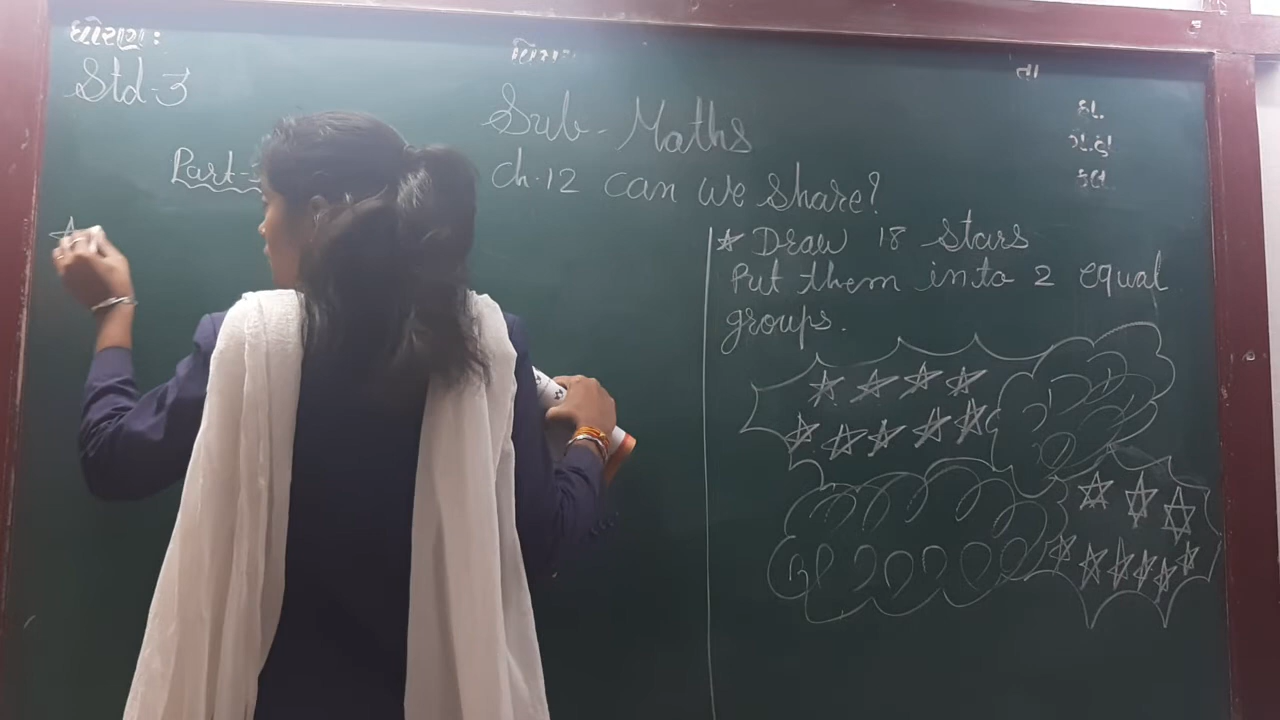 ધોરણ :
Std-3
Sub-Maths
Part-
Ch.12 Can We Share?
તા
કા.
ગે.હા
કુલ
☆ Draw 18 stars
Put them into 2 equal
groups.